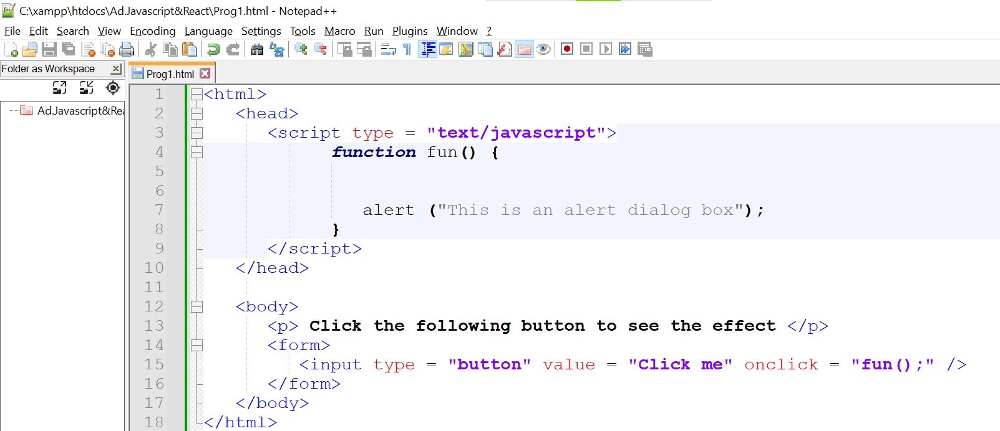 C:\xampp\htdocs\Ad.Javascript&React\Prog1.html - Notepad++
File Edit Search View Encoding Language Settings Tools Macro Run Plugins Window ?
Folder as Workspace
Prog1.html
Ad.Javascript&Rea
1 <html>
2 <head>
3 <script type = "text/javascript">
4 function fun() {
5
6
7 alert ("This is an alert dialog box");
8 }
9 </script>
10 </head>
11
12 <body>
13 <p> Click the following button to see the effect </p>
14 <form>
15 <input type = "button" value = "Click me" onclick = "fun();" />
16 </form>
17 </body>
18 </html>